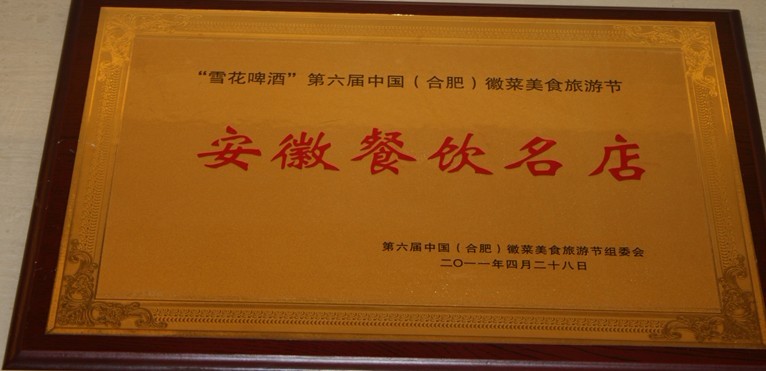 “雪花啤酒”第六届中国（合肥）徽菜美食旅游节
安徽餐饮名店
第六届中国（合肥）徽菜美食旅游节组委会
二〇一一年四月二十八日